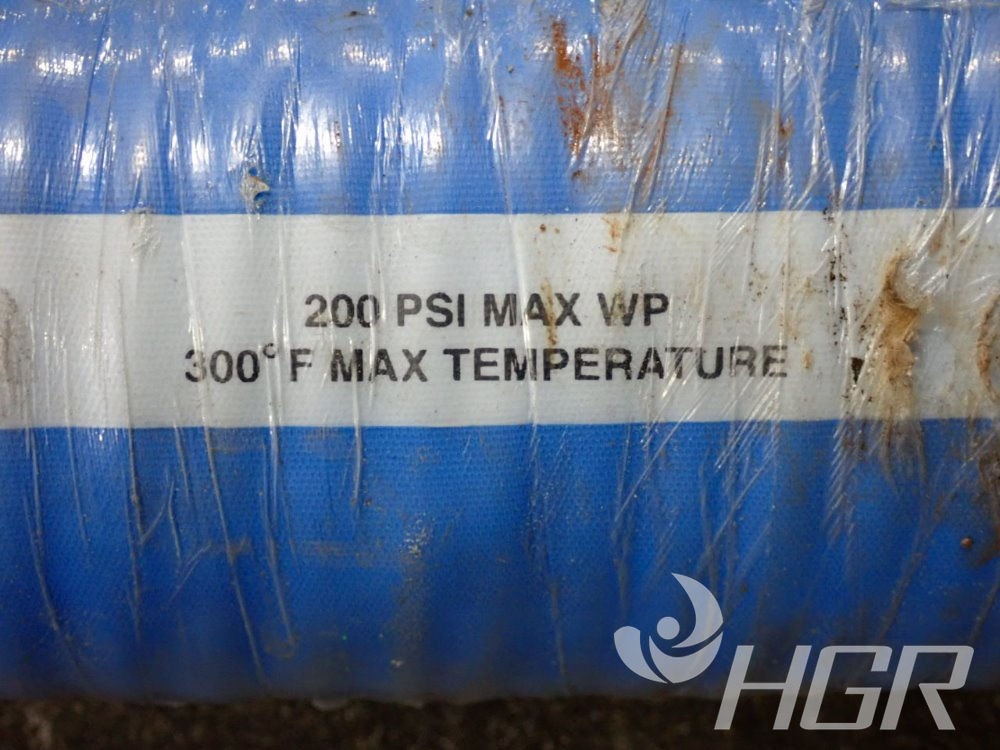 200 PSI MAX WP
300° F MAX TEMPERATURE
HGR